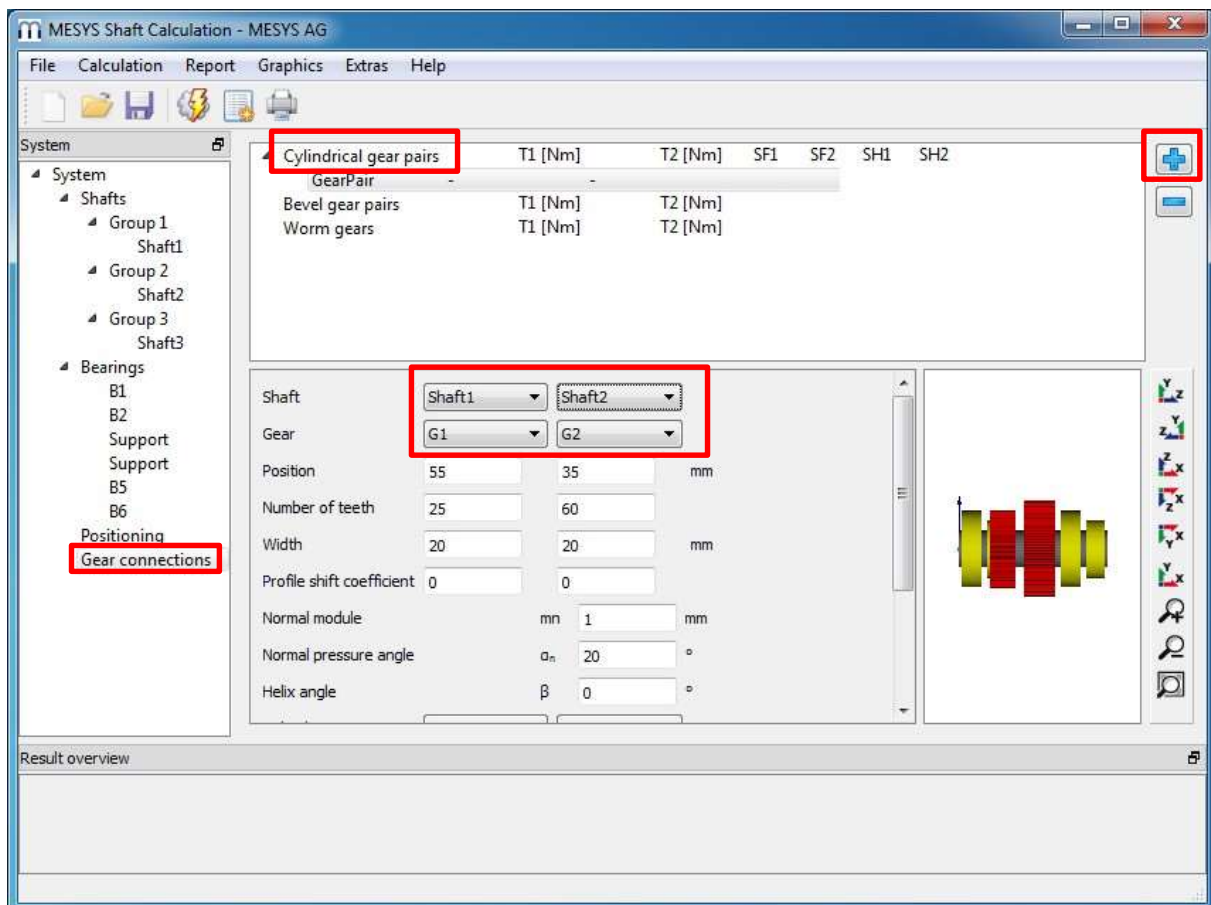 MESYS Shaft Calculation - MESYS AG
File Calculation Report Graphics Extras Help
System
System
Shafts
Group 1
Shaft1
Group 2
Shaft2
Group 3
Shaft3
Bearings
B1
B2
Support
Support
B5
B6
Positioning
Gear connections
Cylindrical gear pairs T1 [Nm] T2 [Nm] SF1 SF2 SH1 SH2
GearPair - -
Bevel gear pairs T1 [Nm] T2 [Nm]
Worm gears T1 [Nm] T2 [Nm]
Shaft Shaft1 Shaft2
Gear G1 G2
Position 55 35 mm
Number of teeth 25 60
Width 20 20 mm
Profile shift coefficient 0 0
Normal module mn 1 mm
Normal pressure angle αn 20 °
Helix angle β 0 °
Y Z
Z Y
Z X
Z X
Y X
Y X
Result overview